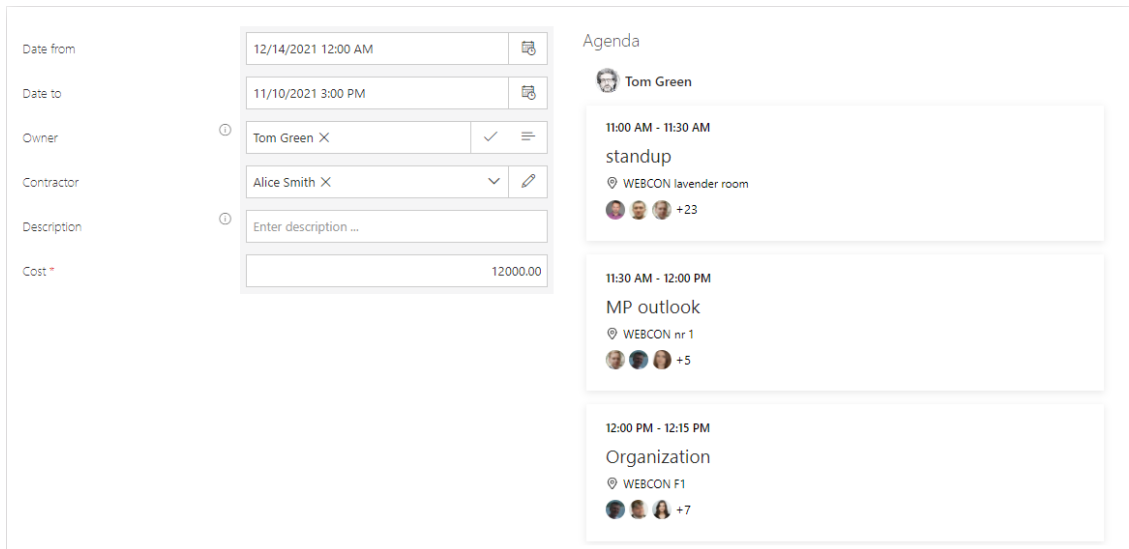 Date from
12/14/2021 12:00 AM
Date to
11/10/2021 3:00 PM
Owner
Tom Green
Contractor
Alice Smith
Description
Enter description ...
Cost *
12000.00
Agenda
Tom Green
11:00 AM - 11:30 AM
standup
WEBCON lavender room
+23
11:30 AM - 12:00 PM
MP outlook
WEBCON nr 1
+5
12:00 PM - 12:15 PM
Organization
WEBCON F1
+7